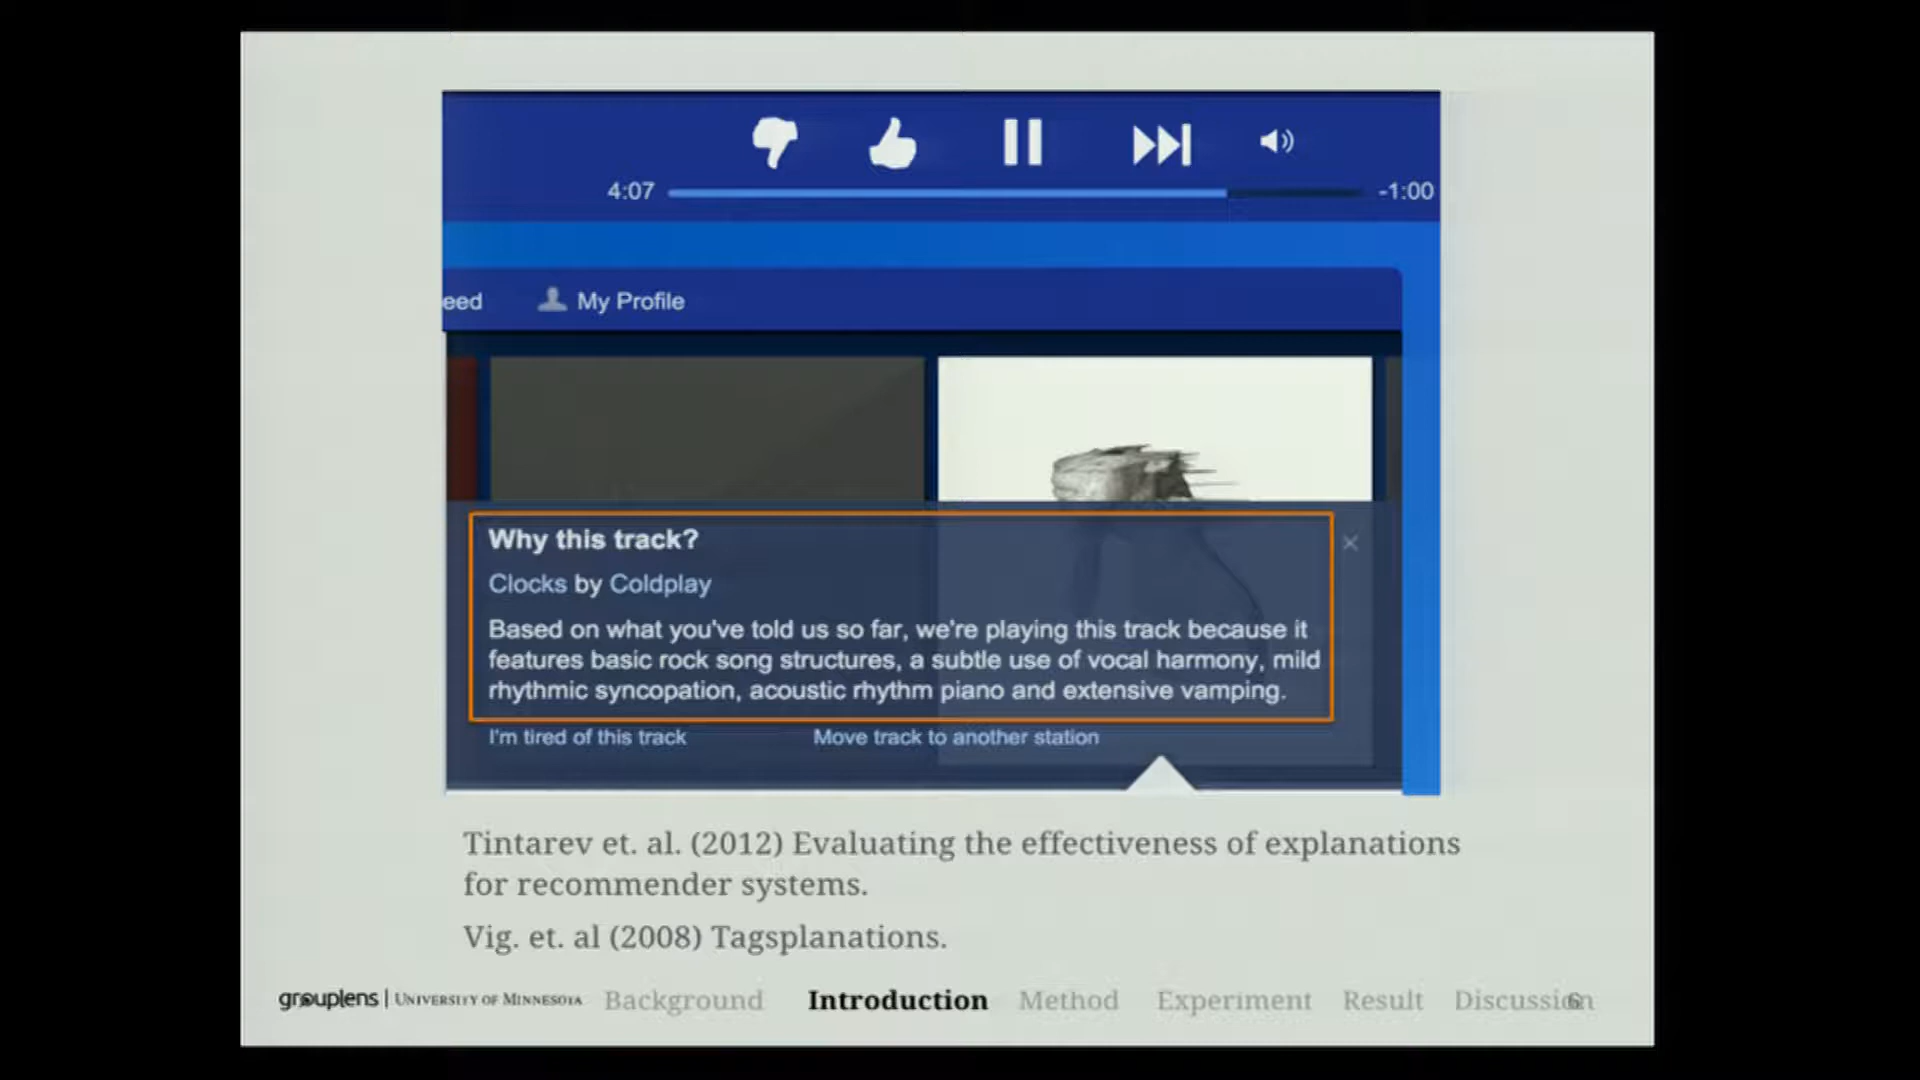 4:07
-1:00
eed
My Profile
Why this track?
Clocks by Coldplay
Based on what you've told us so far, we're playing this track because it
features basic rock song structures, a subtle use of vocal harmony, mild
rhythmic syncopation, acoustic rhythm piano and extensive vamping.
I'm tired of this track
Move track to another station
Tintarev et. al. (2012) Evaluating the effectiveness of explanations
for recommender systems.
Vig. et. al (2008) Tagsplanations.
grouplens | UNIVERSITY OF MINNESOTA Background Introduction Method Experiment Result Discussion 6